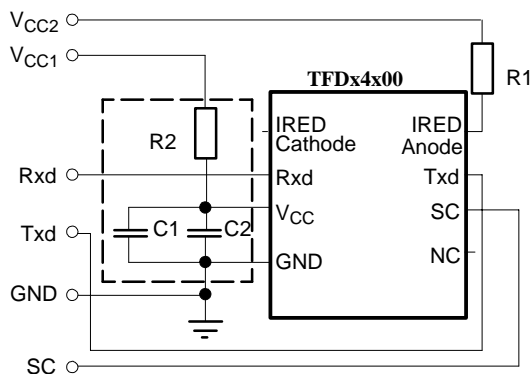 VCC2
VCC1
R1
TFDx4x00
IRED Cathode
IRED Anode
R2
Rxd
Rxd
Txd
VCC
SC
C1
C2
Txd
GND
NC
GND
SC